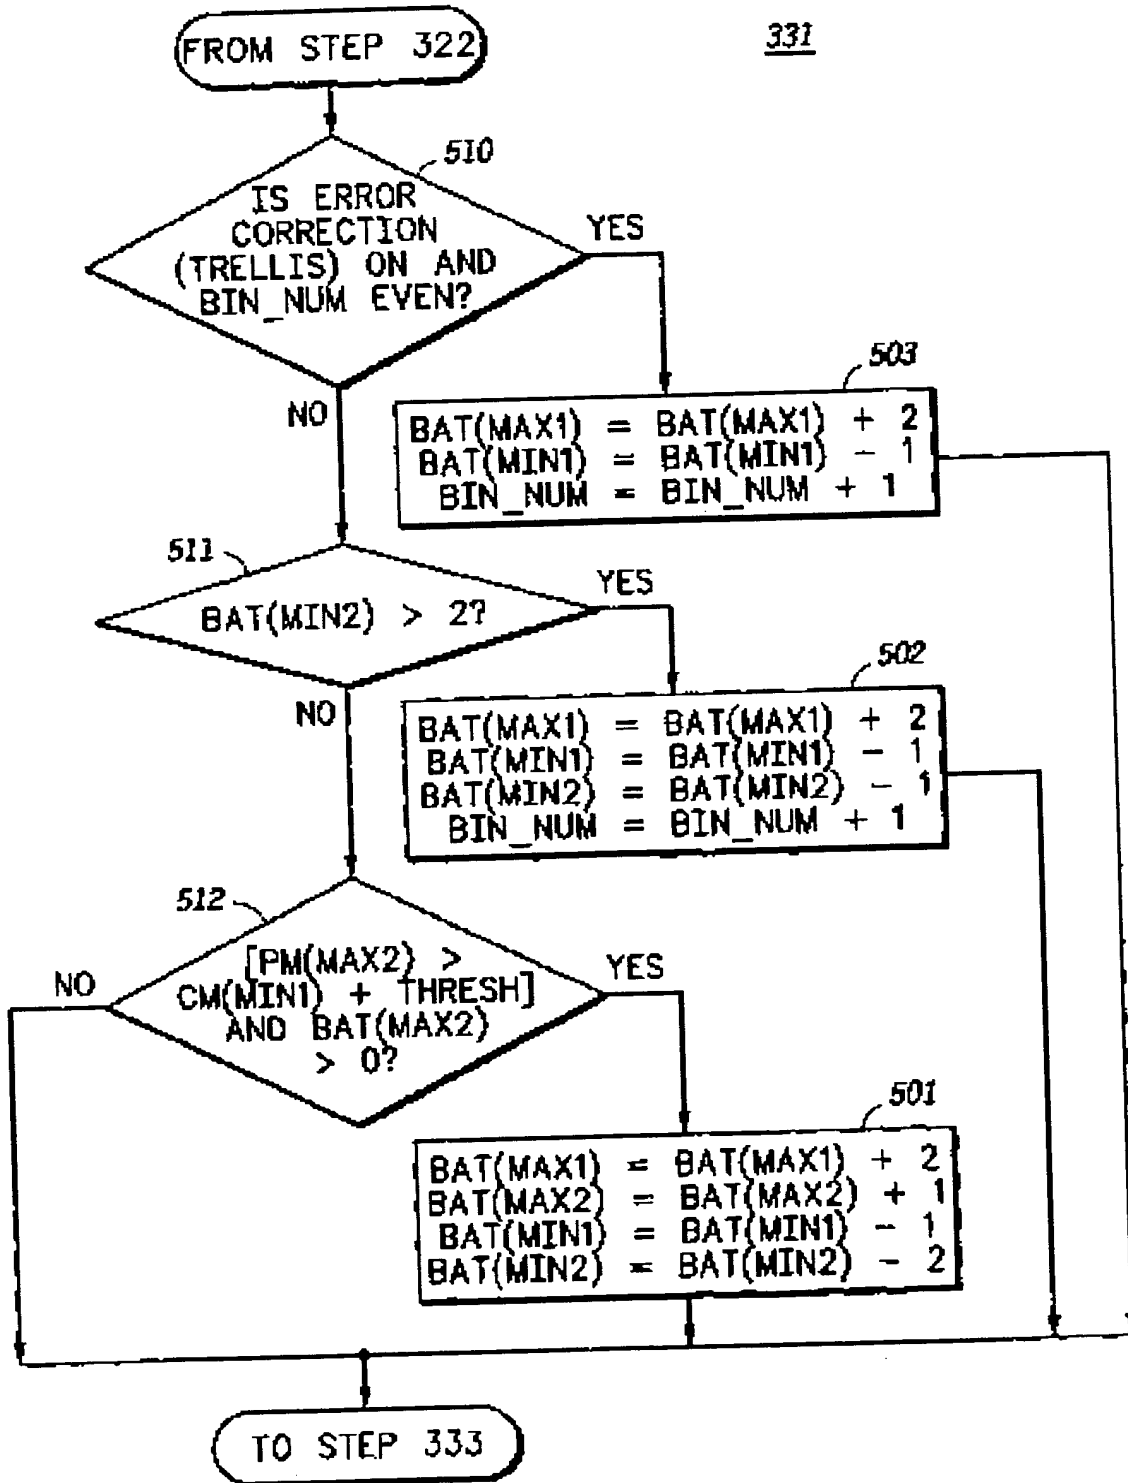 FROM STEP 322
331
510
IS ERROR
CORRECTION
(TRELLIS) ON AND
BIN_NUM EVEN?
YES
NO
503
BAT(MAX1) = BAT(MAX1) + 2
BAT(MIN1) = BAT(MIN1) - 1
BIN_NUM = BIN_NUM + 1
511
BAT(MIN2) > 2?
YES
NO
502
BAT(MAX1) = BAT(MAX1) + 2
BAT(MIN1) = BAT(MIN1) - 1
BAT(MIN2) = BAT(MIN2) - 1
BIN_NUM = BIN_NUM + 1
512
[PM(MAX2) >
CM(MIN1) + THRESH]
AND BAT(MAX2)
> 0?
NO
YES
501
BAT(MAX1) = BAT(MAX1) + 2
BAT(MAX2) = BAT(MAX2) + 1
BAT(MIN1) = BAT(MIN1) - 1
BAT(MIN2) = BAT(MIN2) - 2
TO STEP 333